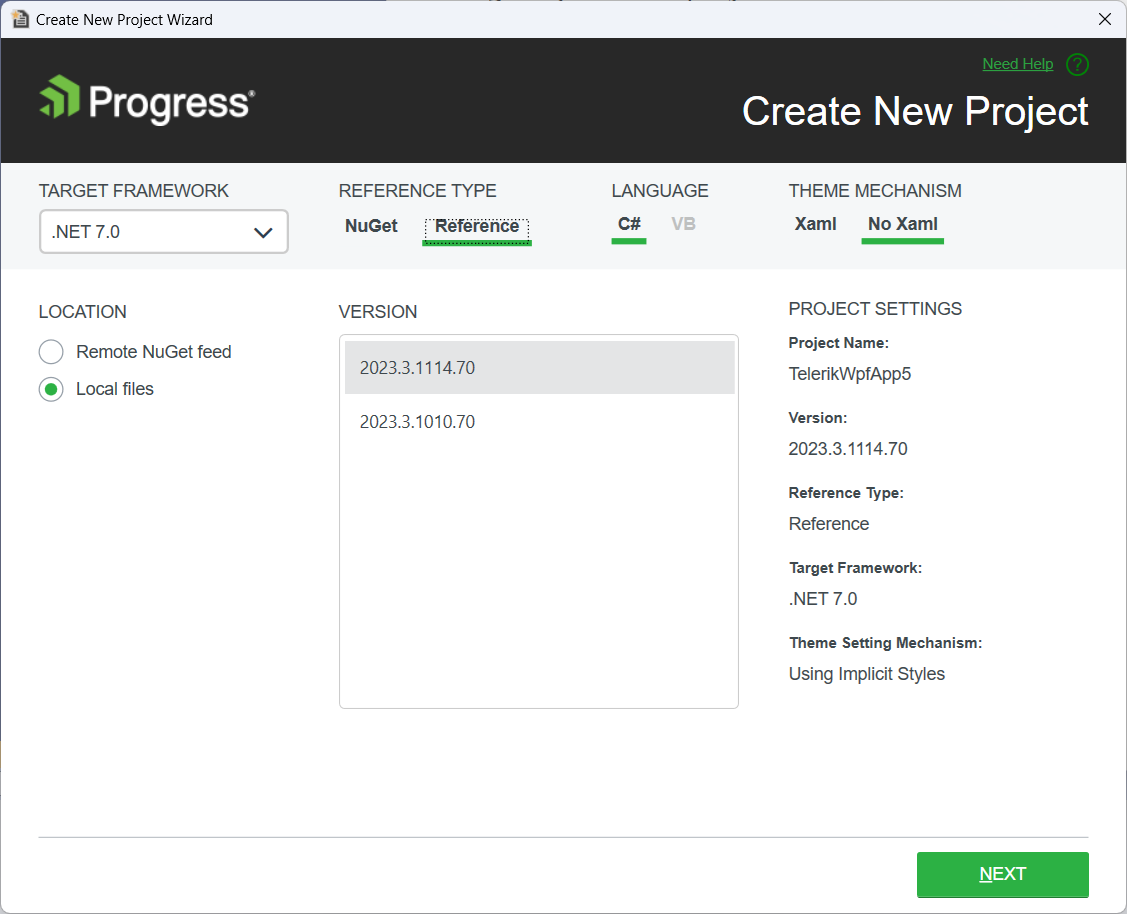 Create New Project Wizard
Need Help ?
Progress®
Create New Project
TARGET FRAMEWORK
.NET 7.0
REFERENCE TYPE
NuGet Reference
LANGUAGE
C# VB
THEME MECHANISM
Xaml No Xaml
LOCATION
Remote NuGet feed
Local files
VERSION
2023.3.1114.70
2023.3.1010.70
PROJECT SETTINGS
Project Name:
TelerikWpfApp5
Version:
2023.3.1114.70
Reference Type:
Reference
Target Framework:
.NET 7.0
Theme Setting Mechanism:
Using Implicit Styles
NEXT